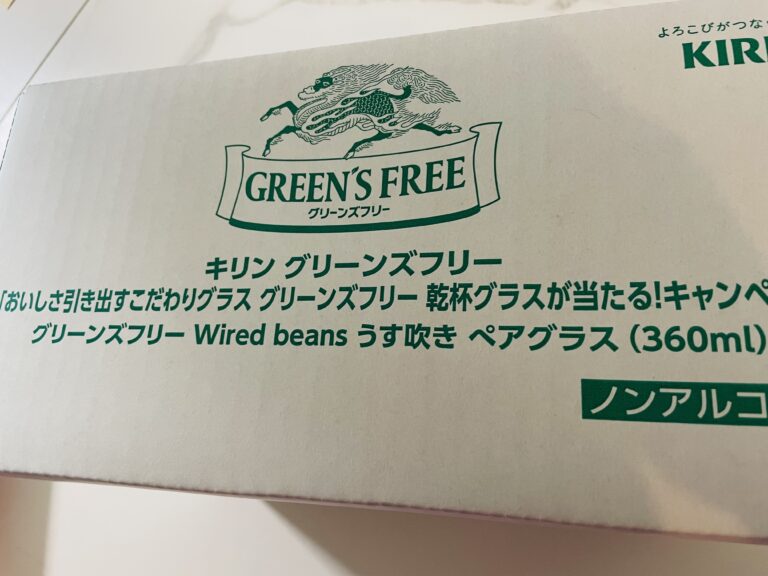 よろこびがつな
KIRI
GREEN'S FREE
グリーンズフリー
キリン グリーンズフリー
「おいしさ引き出すこだわりグラス グリーンズフリー 乾杯グラスが当たる!キャンペ
グリーンズフリー Wired beans うす吹き ペアグラス (360ml)
ノンアルコ